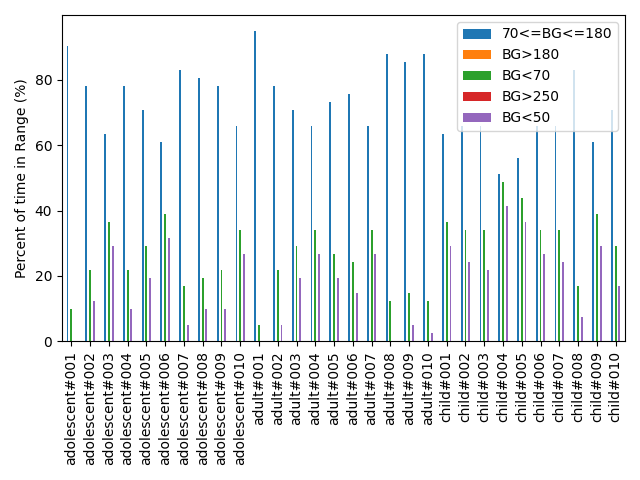 70<=BG<=180
BG>180
BG<70
BG>250
BG<50
Percent of time in Range (%)
80
60
40
20
0
adolescent#001
adolescent#002
adolescent#003
adolescent#004
adolescent#005
adolescent#006
adolescent#007
adolescent#008
adolescent#009
adolescent#010
adult#001
adult#002
adult#003
adult#004
adult#005
adult#006
adult#007
adult#008
adult#009
adult#010
child#001
child#002
child#003
child#004
child#005
child#006
child#007
child#008
child#009
child#010